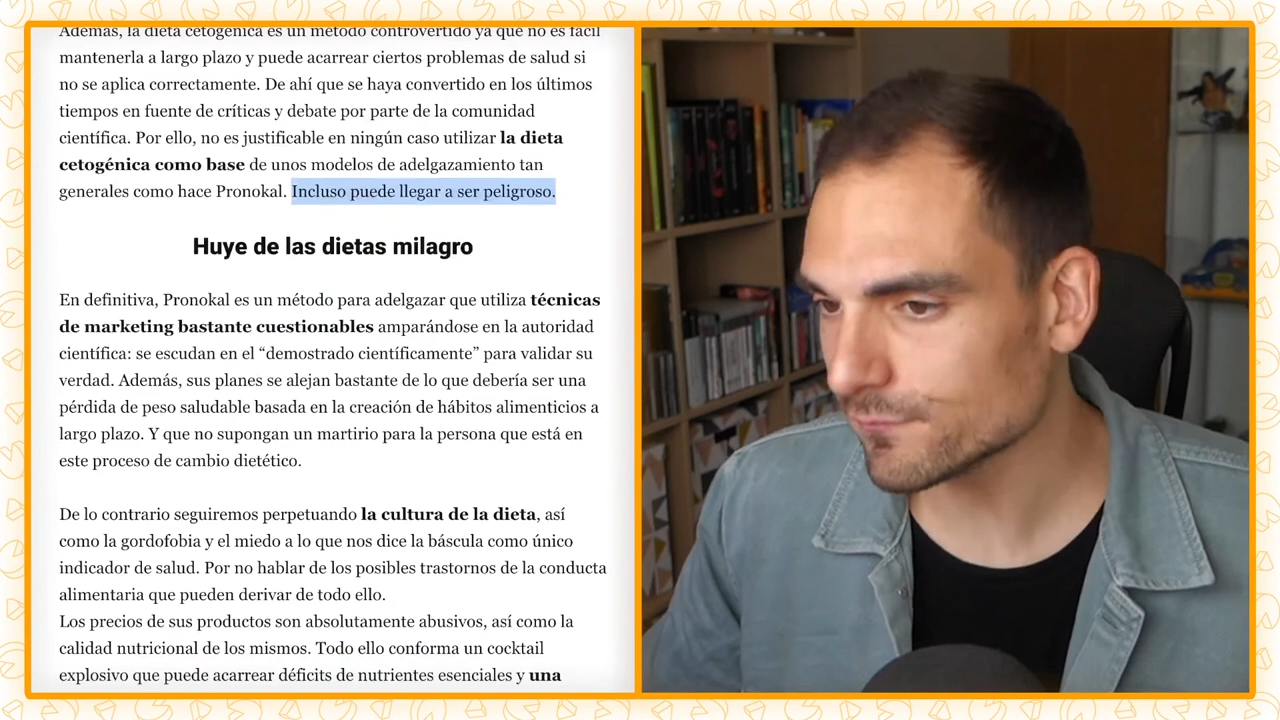 Además, la dieta cetogénica es un método controvertido ya que no es fácil
mantenerla a largo plazo y puede acarrear ciertos problemas de salud si
no se aplica correctamente. De ahí que se haya convertido en los últimos
tiempos en fuente de críticas y debate por parte de la comunidad
científica. Por ello, no es justificable en ningún caso utilizar la dieta
cetogénica como base de unos modelos de adelgazamiento tan
generales como hace Pronokal. Incluso puede llegar a ser peligroso.
Huye de las dietas milagro
En definitiva, Pronokal es un método para adelgazar que utiliza técnicas
de marketing bastante cuestionables amparándose en la autoridad
científica: se escudan en el “demostrado científicamente” para validar su
verdad. Además, sus planes se alejan bastante de lo que debería ser una
pérdida de peso saludable basada en la creación de hábitos alimenticios a
largo plazo. Y que no supongan un martirio para la persona que está en
este proceso de cambio dietético.
De lo contrario seguiremos perpetuando la cultura de la dieta, así
como la gordofobia y el miedo a lo que nos dice la báscula como único
indicador de salud. Por no hablar de los posibles trastornos de la conducta
alimentaria que pueden derivar de todo ello.
Los precios de sus productos son absolutamente abusivos, así como la
calidad nutricional de los mismos. Todo ello conforma un cocktail
explosivo que puede acarrear déficits de nutrientes esenciales y una